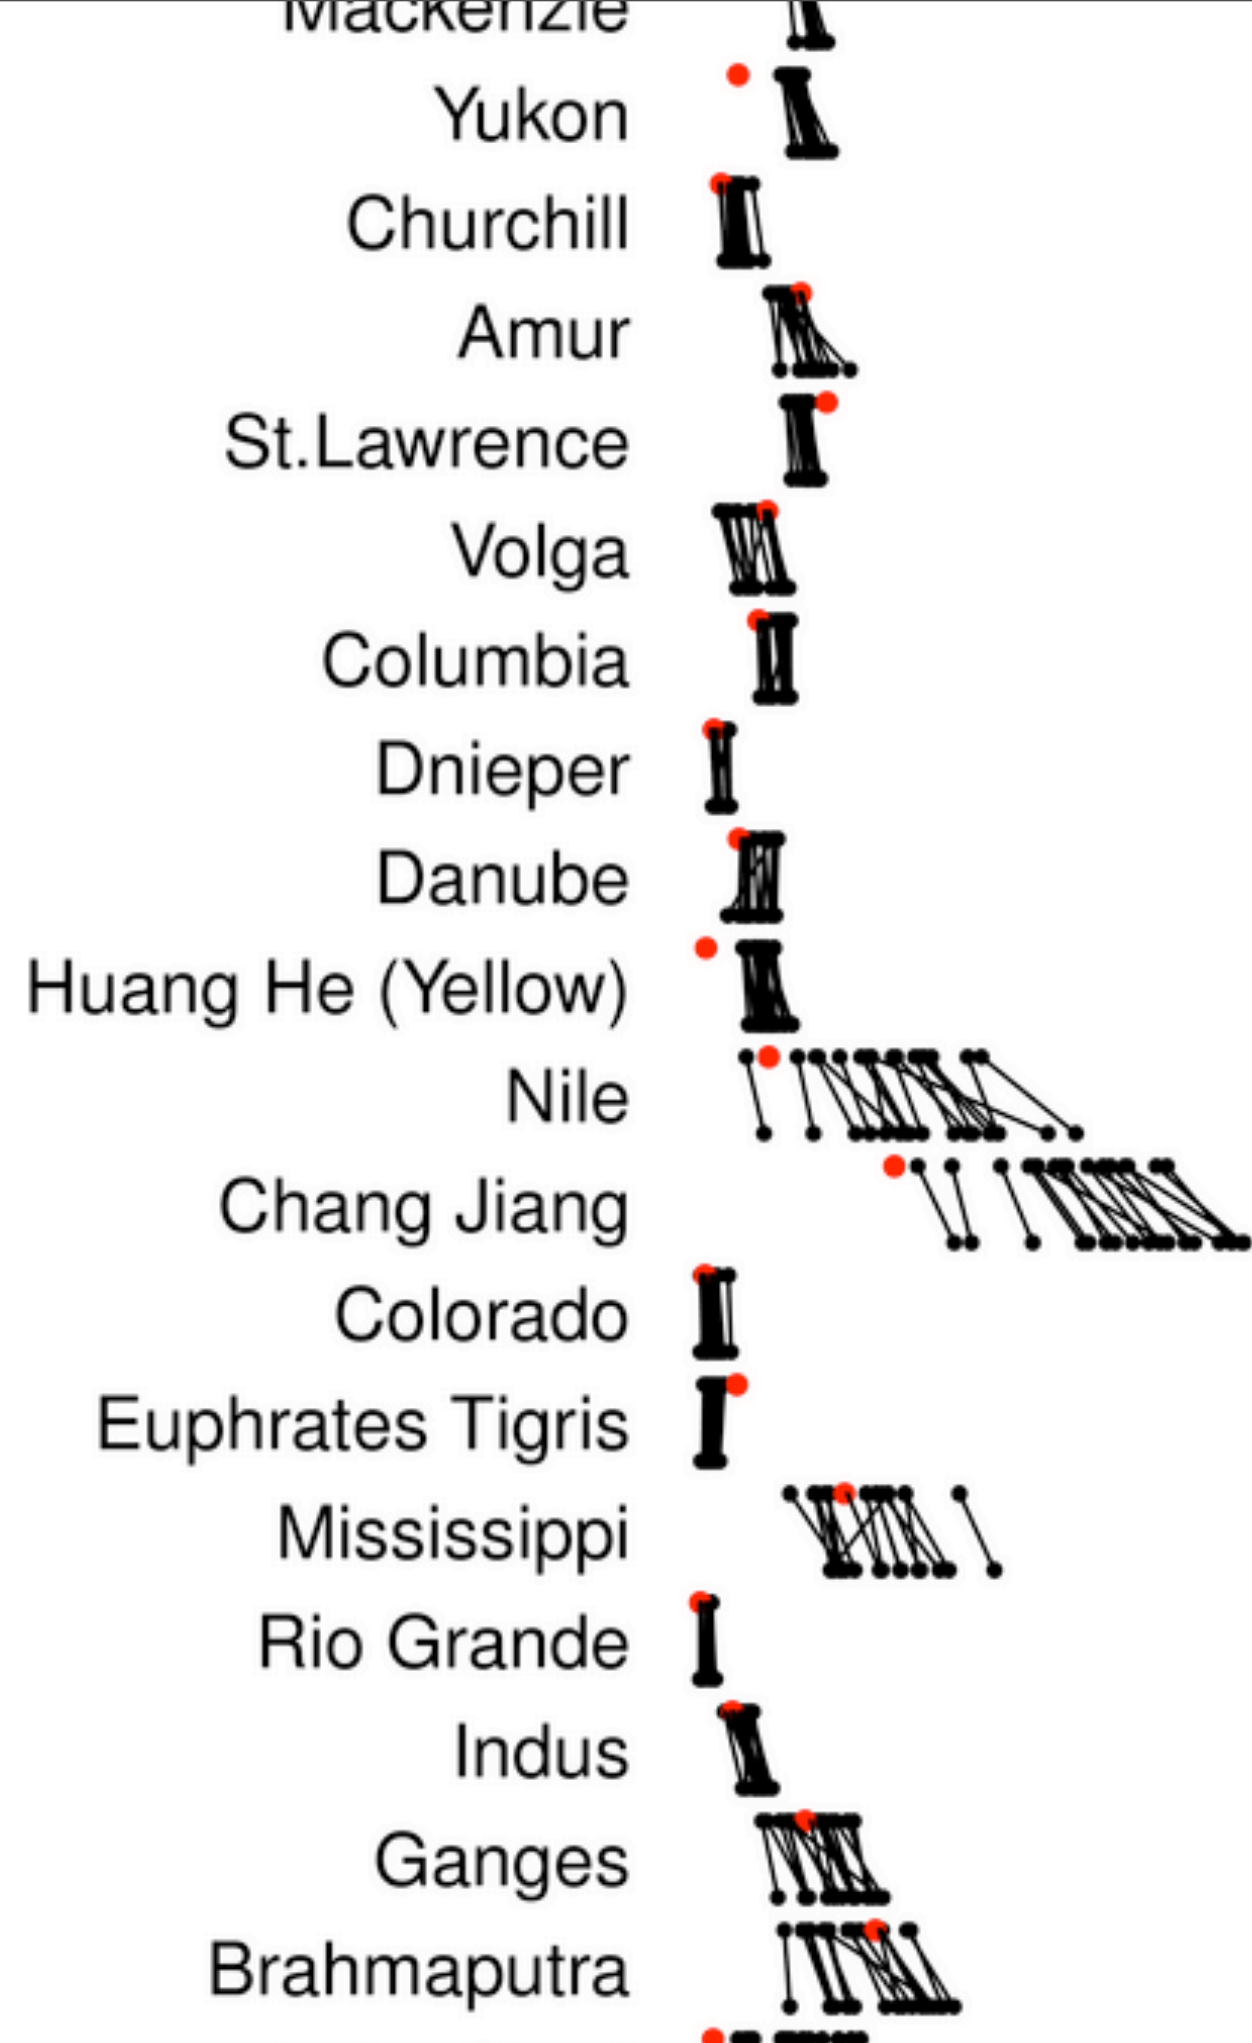 Mackenzie
Yukon
Churchill
Amur
St.Lawrence
Volga
Columbia
Dnieper
Danube
Huang He (Yellow)
Nile
Chang Jiang
Colorado
Euphrates Tigris
Mississippi
Rio Grande
Indus
Ganges
Brahmaputra